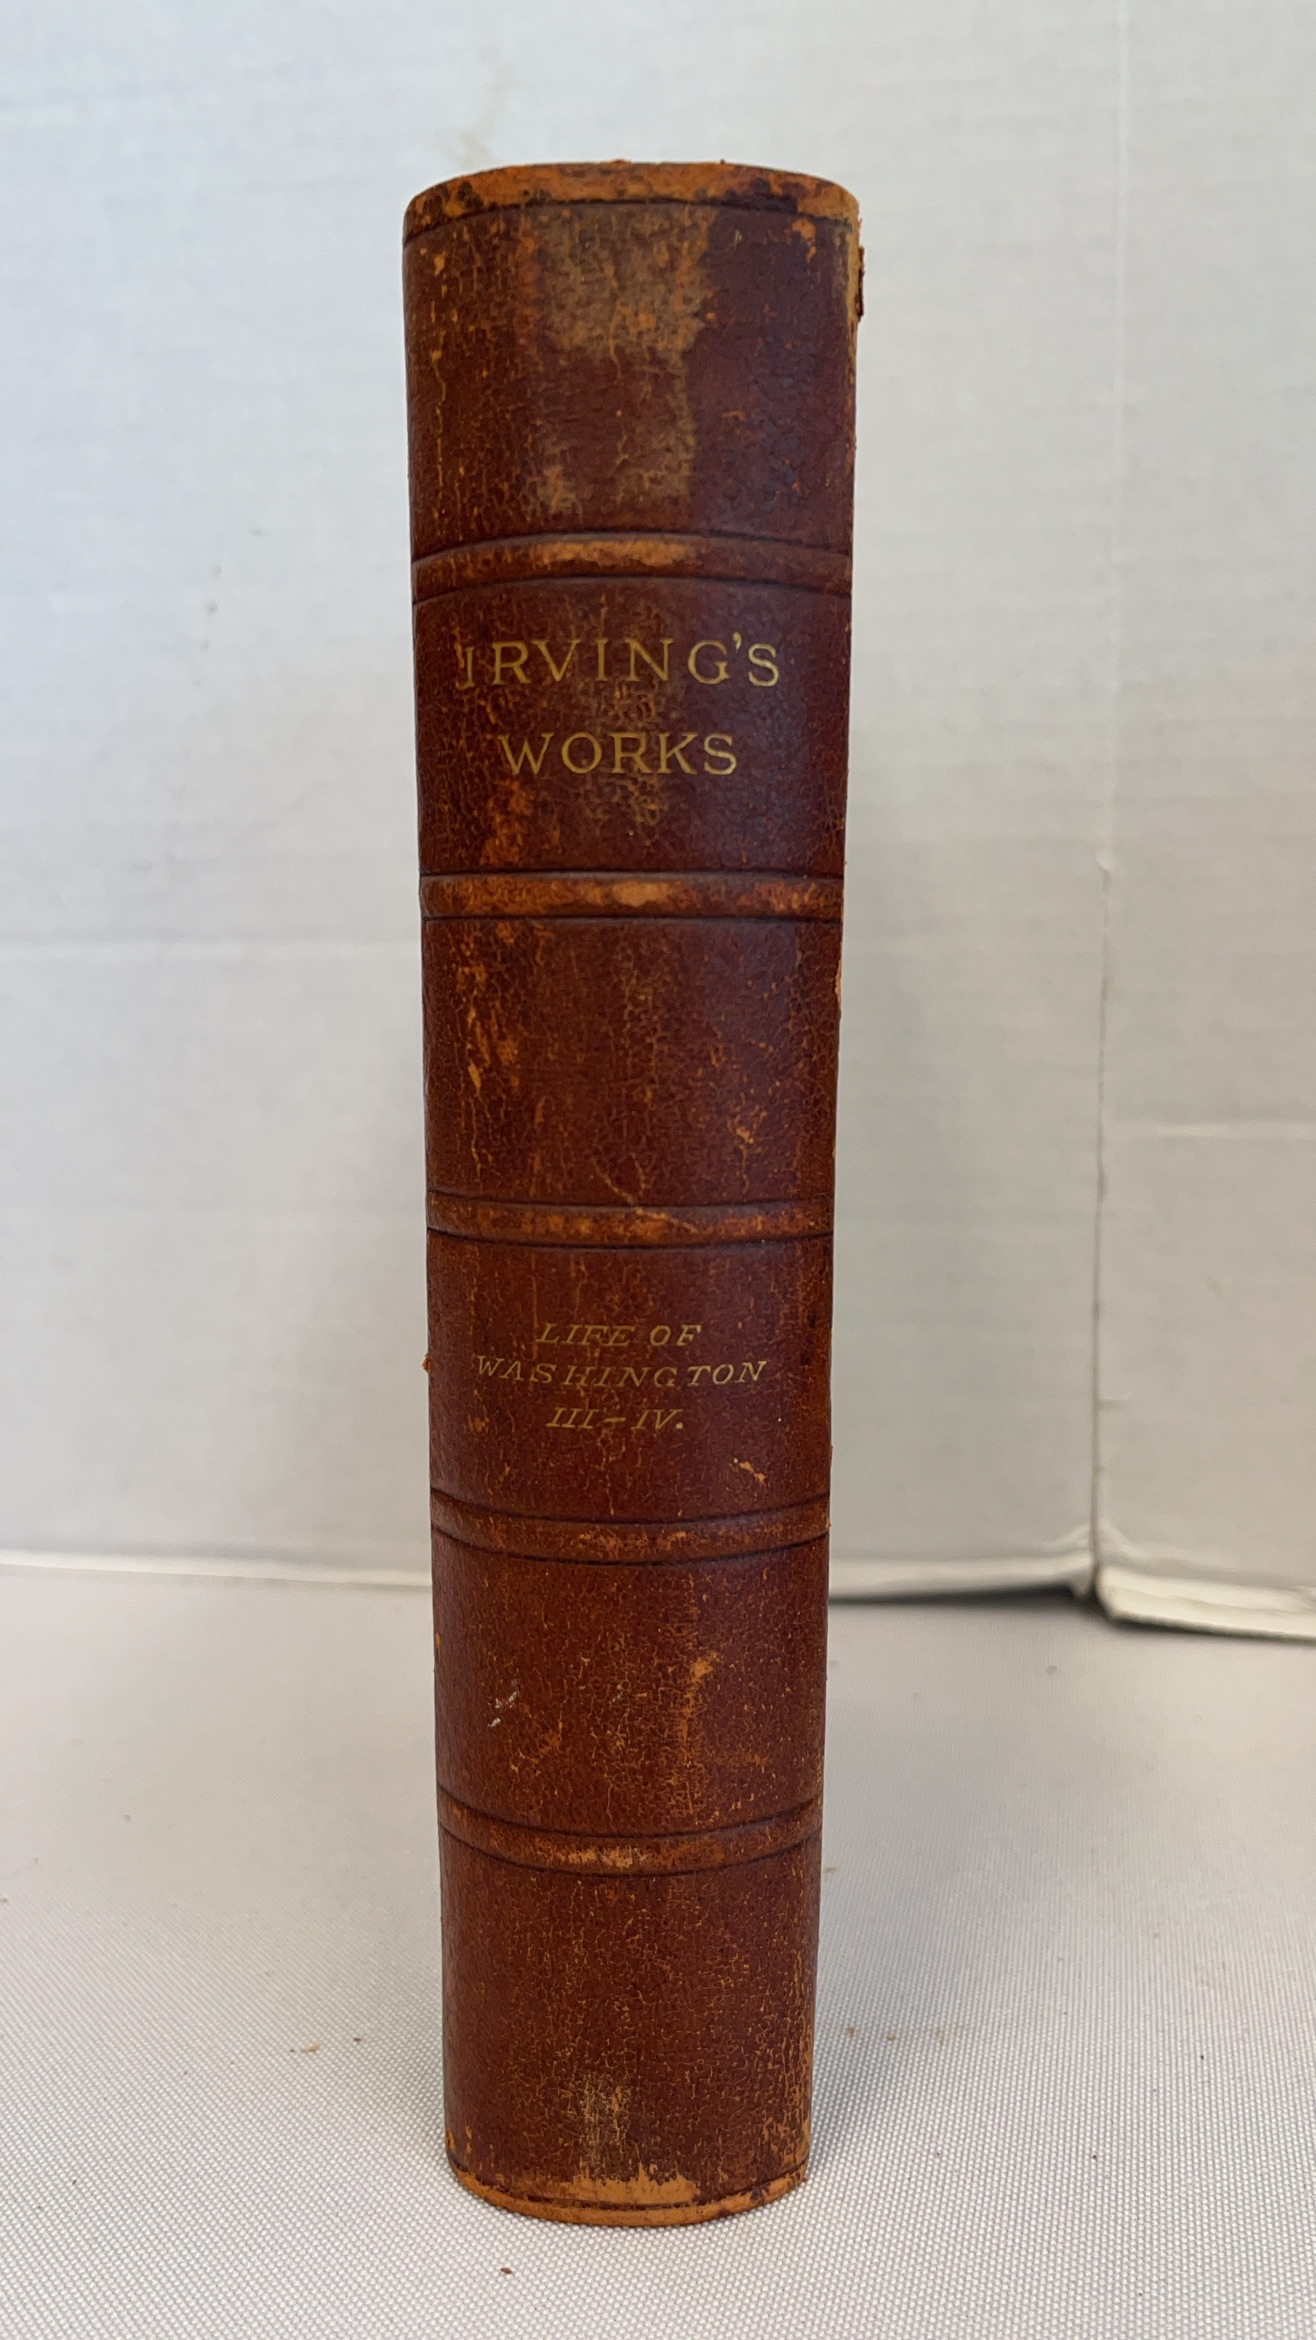 IRVING'S
WORKS
LIFE OF
WASHINGTON
III-IV.